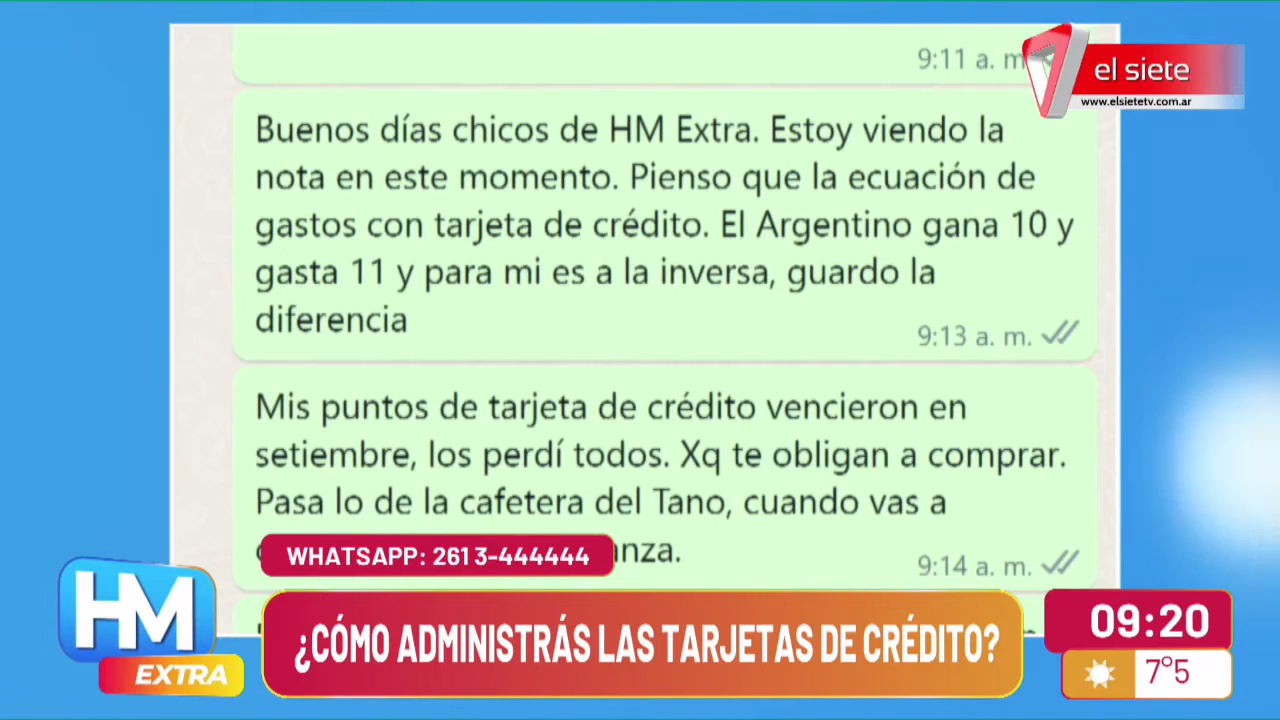 9:11 a. m.
el siete
www.elsietetv.com.ar
Buenos días chicos de HM Extra. Estoy viendo la
nota en este momento. Pienso que la ecuación de
gastos con tarjeta de crédito. El Argentino gana 10 y
gasta 11 y para mi es a la inversa, guardo la
diferencia
9:13 a. m.
Mis puntos de tarjeta de crédito vencieron en
setiembre, los perdí todos. Xq te obligan a comprar.
Pasa lo de la cafetera del Tano, cuando vas a
9:14 a. m.
WHATSAPP: 2613-444444
HM
EXTRA
¿CÓMO ADMINISTRÁS LAS TARJETAS DE CRÉDITO?
09:20
7°5